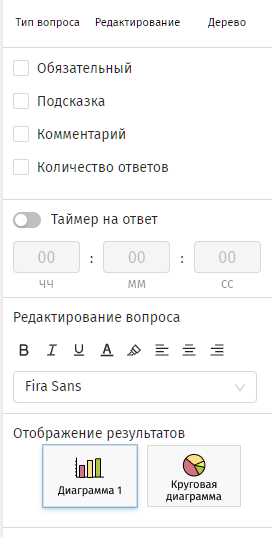 Тип вопроса Редактирование Дерево
Обязательный
Подсказка
Комментарий
Количество ответов
Таймер на ответ
00 : 00 : 00
чч мм сс
Редактирование вопроса
B I U A
Fira Sans
Отображение результатов
Диаграмма 1
Круговая
диаграмма